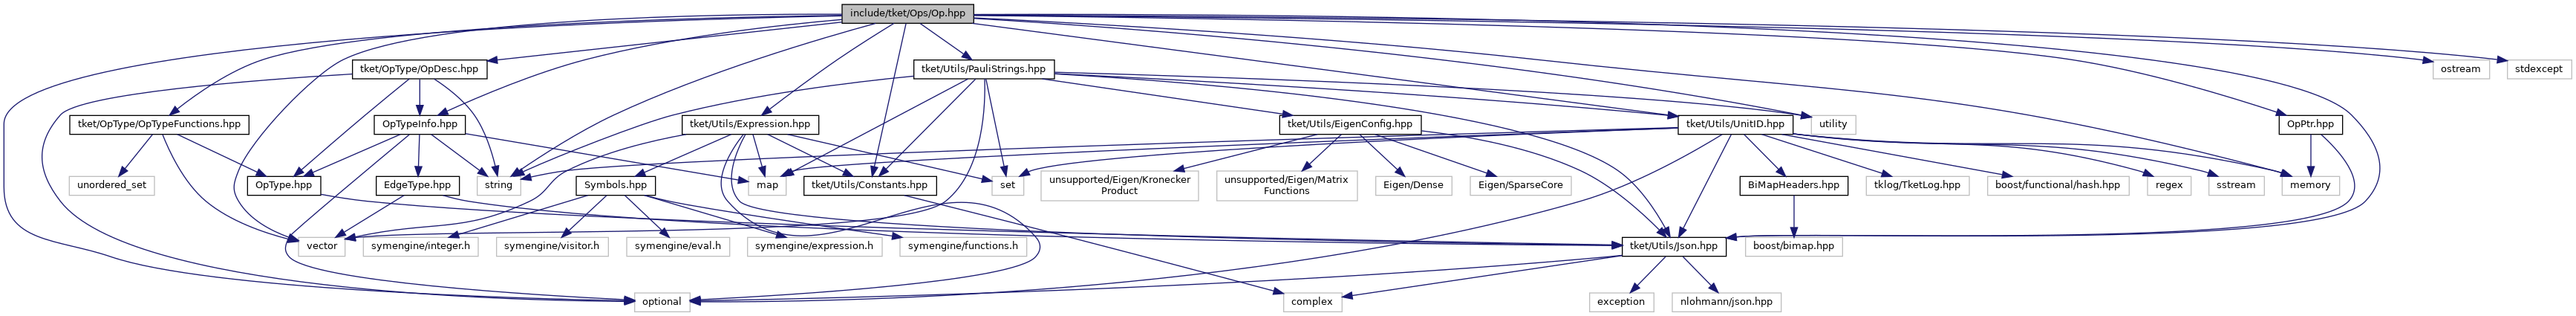 include/tket/Ops/Op.hpp
tket/OpType/OpDesc.hpp
tket/Utils/PauliStrings.hpp
ostream
stdexcept
tket/OpType/OpTypeFunctions.hpp
OpTypeInfo.hpp
tket/Utils/Expression.hpp
tket/Utils/EigenConfig.hpp
tket/Utils/UnitID.hpp
utility
OpPtr.hpp
unordered_set
OpType.hpp
EdgeType.hpp
string
Symbols.hpp
map
tket/Utils/Constants.hpp
set
unsupported/Eigen/Kronecker
Product
unsupported/Eigen/Matrix
Functions
Eigen/Dense
Eigen/SparseCore
BiMapHeaders.hpp
tklog/TketLog.hpp
boost/functional/hash.hpp
regex
sstream
memory
vector
symengine/integer.h
symengine/visitor.h
symengine/eval.h
symengine/expression.h
symengine/functions.h
tket/Utils/Json.hpp
boost/bimap.hpp
optional
complex
exception
nlohmann/json.hpp